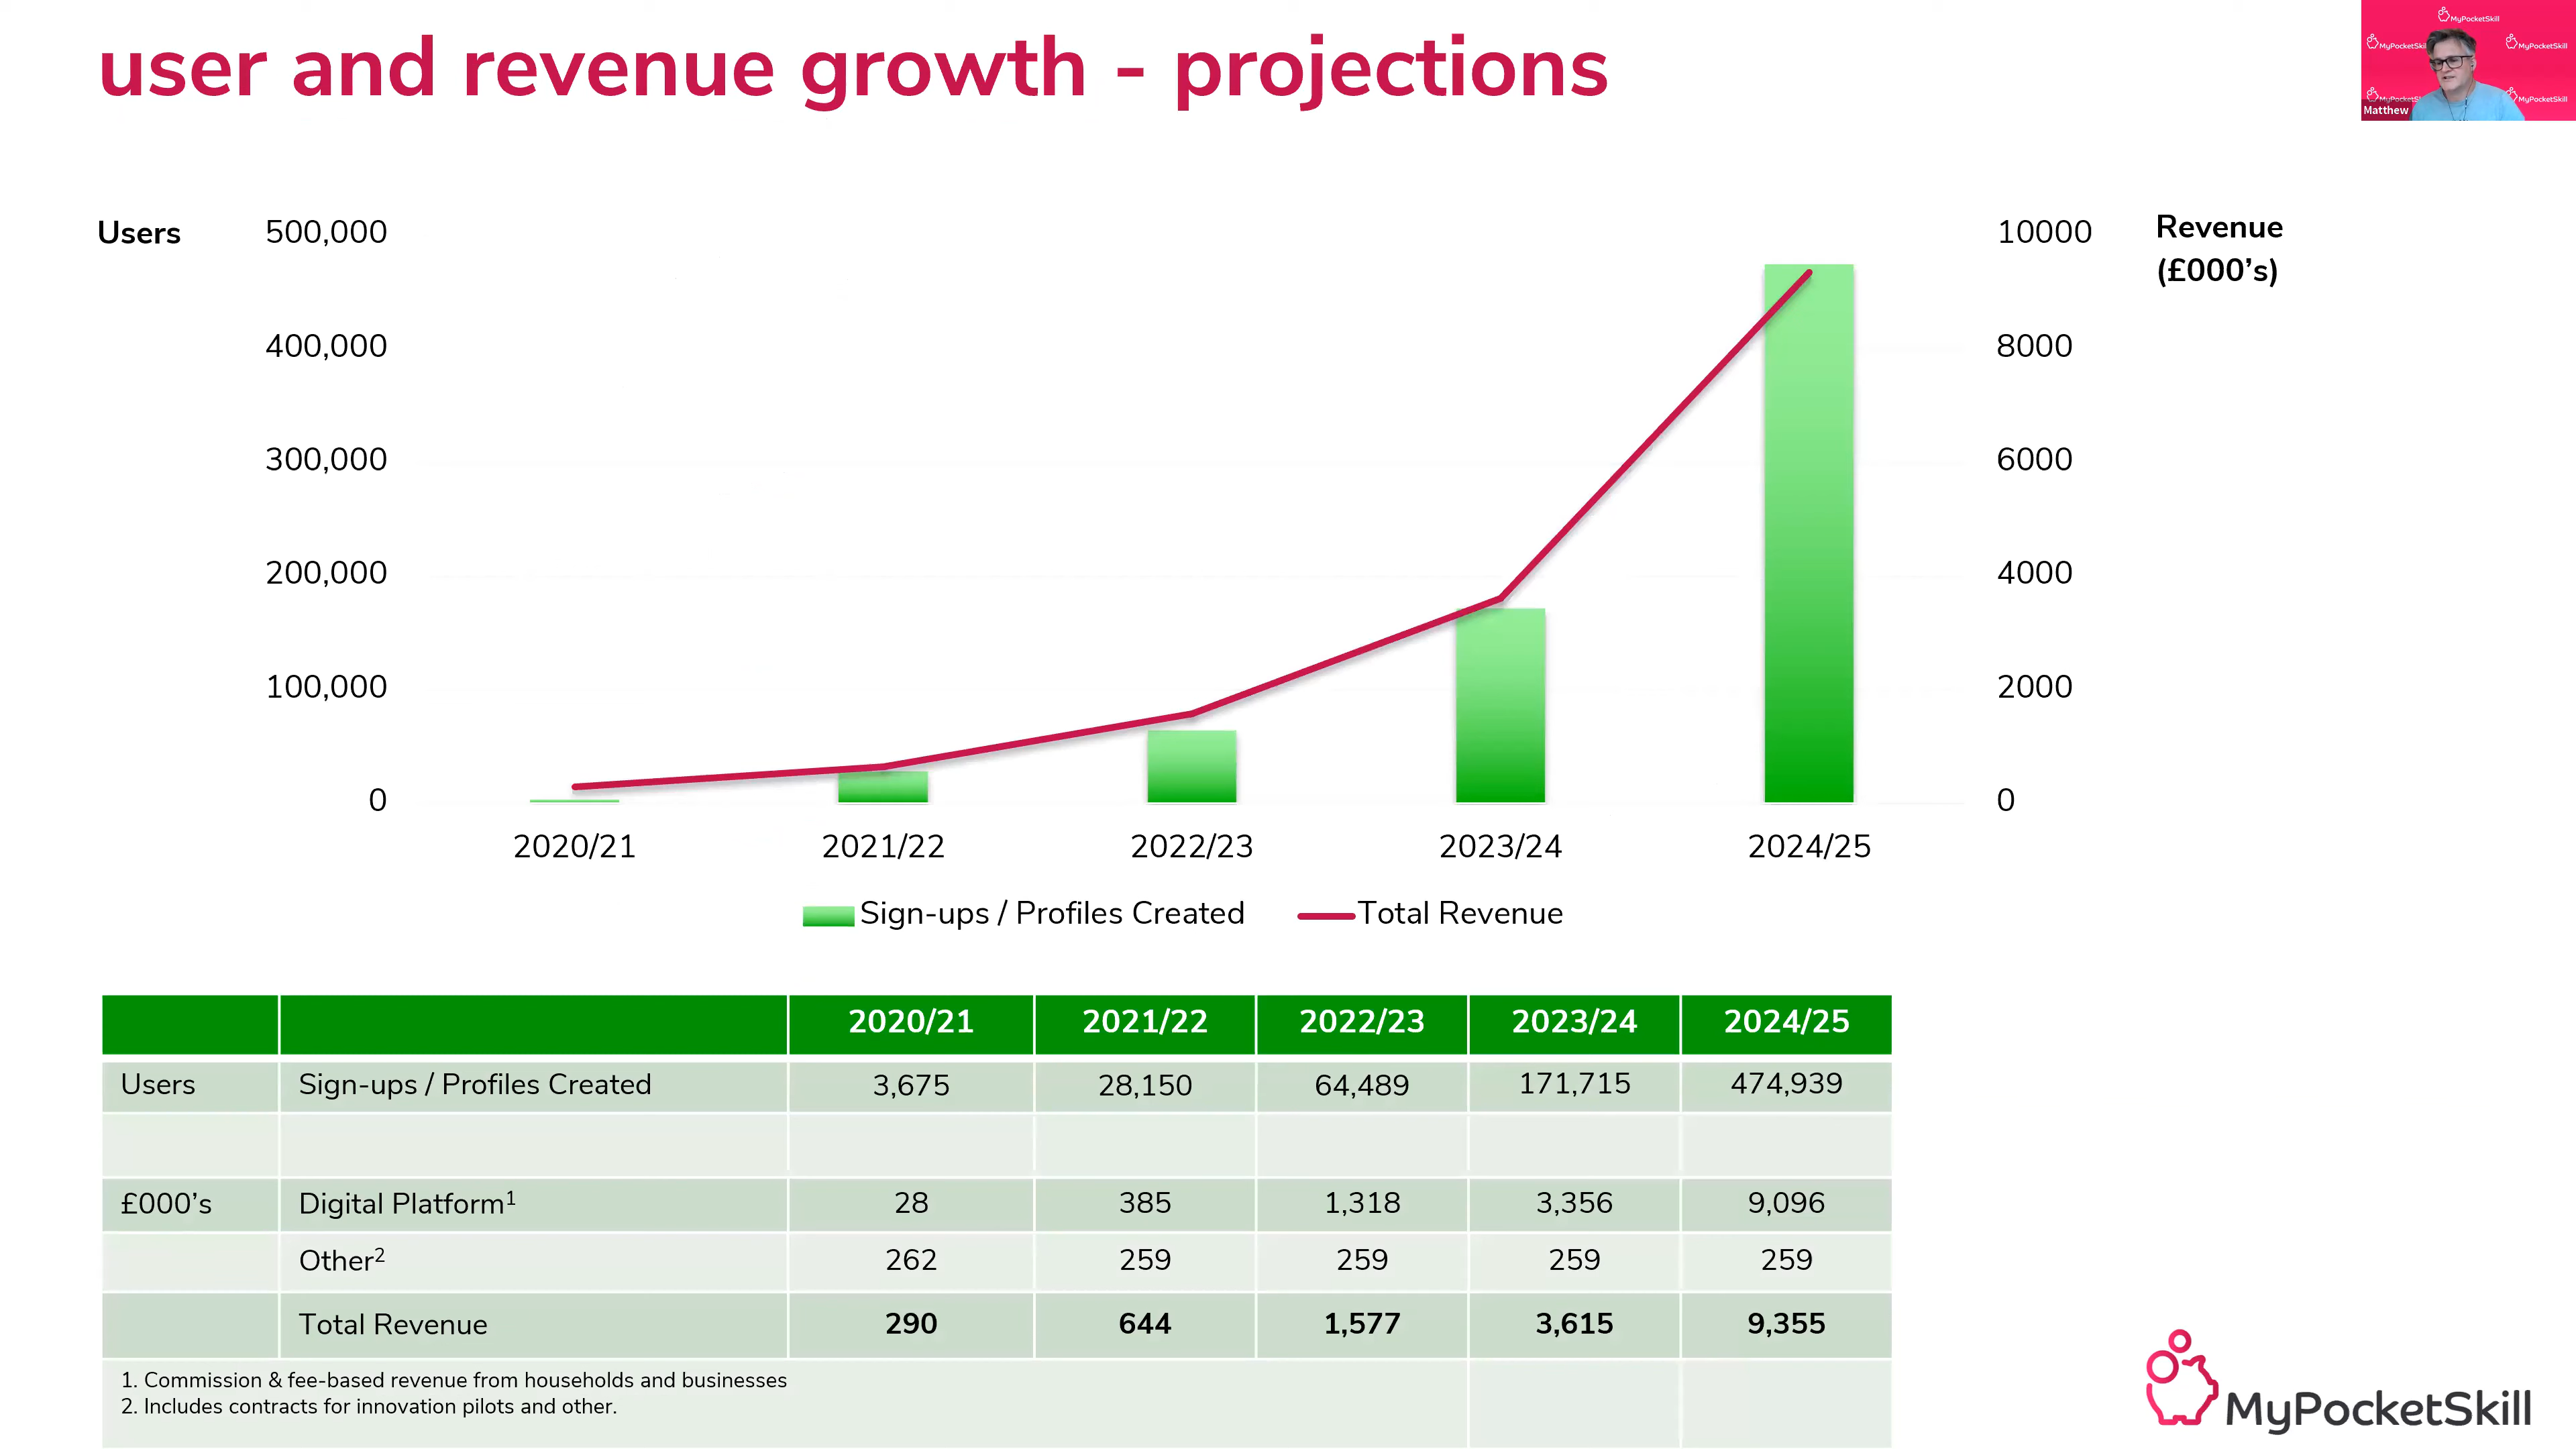 user and revenue growth - projections
MyPocketSkill
MyPocketSkill
MyPocketSkill
MyPocketS
MyPocketSkill
Matthew
Users
Revenue
(£000’s)
500,000
10000
400,000
8000
300,000
6000
200,000
4000
100,000
2000
0
0
2020/21 2021/22 2022/23 2023/24 2024/25
Sign-ups / Profiles Created Total Revenue
2020/21 2021/22 2022/23 2023/24 2024/25
Users Sign-ups / Profiles Created 3,675 28,150 64,489 171,715 474,939
£000’s Digital Platform¹ 28 385 1,318 3,356 9,096
Other² 262 259 259 259 259
Total Revenue 290 644 1,577 3,615 9,355
1. Commission & fee-based revenue from households and businesses
2. Includes contracts for innovation pilots and other.
MyPocketSkill